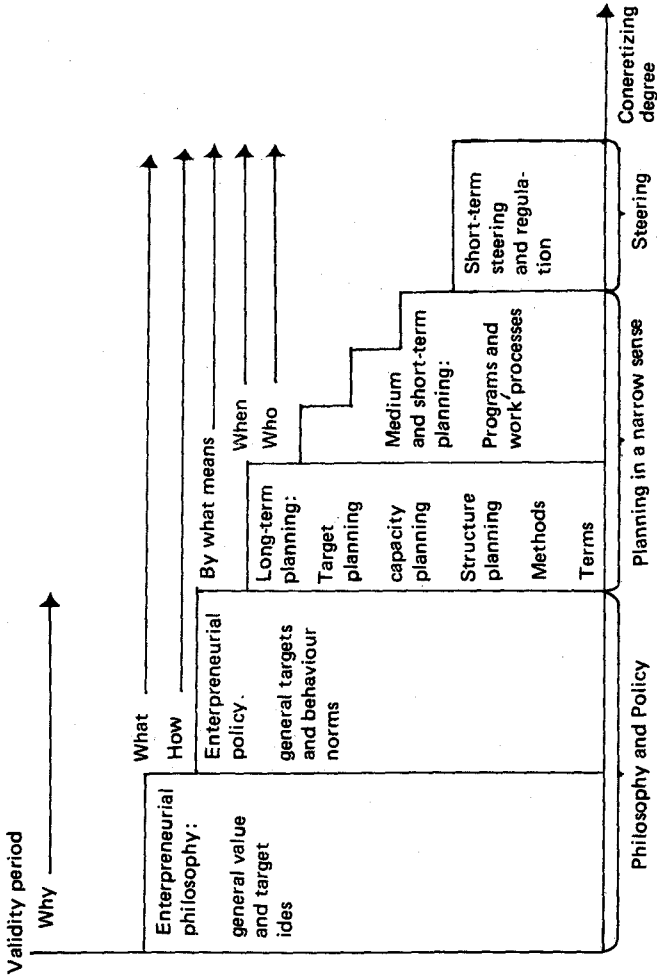 Validity period
Why
What
How
By what means
When
Who
Enterpreneurial
philosophy:
general value
and target
ides
Enterpreneurial
policy.
general targets
and behaviour
norms
Long-term
planning:
Target
planning
capacity
planning
Structure
planning
Methods
Terms
Medium
and short-term
planning:
Programs and
work processes
Short-term
steering
and regula-
tion
Philosophy and Policy
Planning in a narrow sense
Steering
Coneretizing
degree